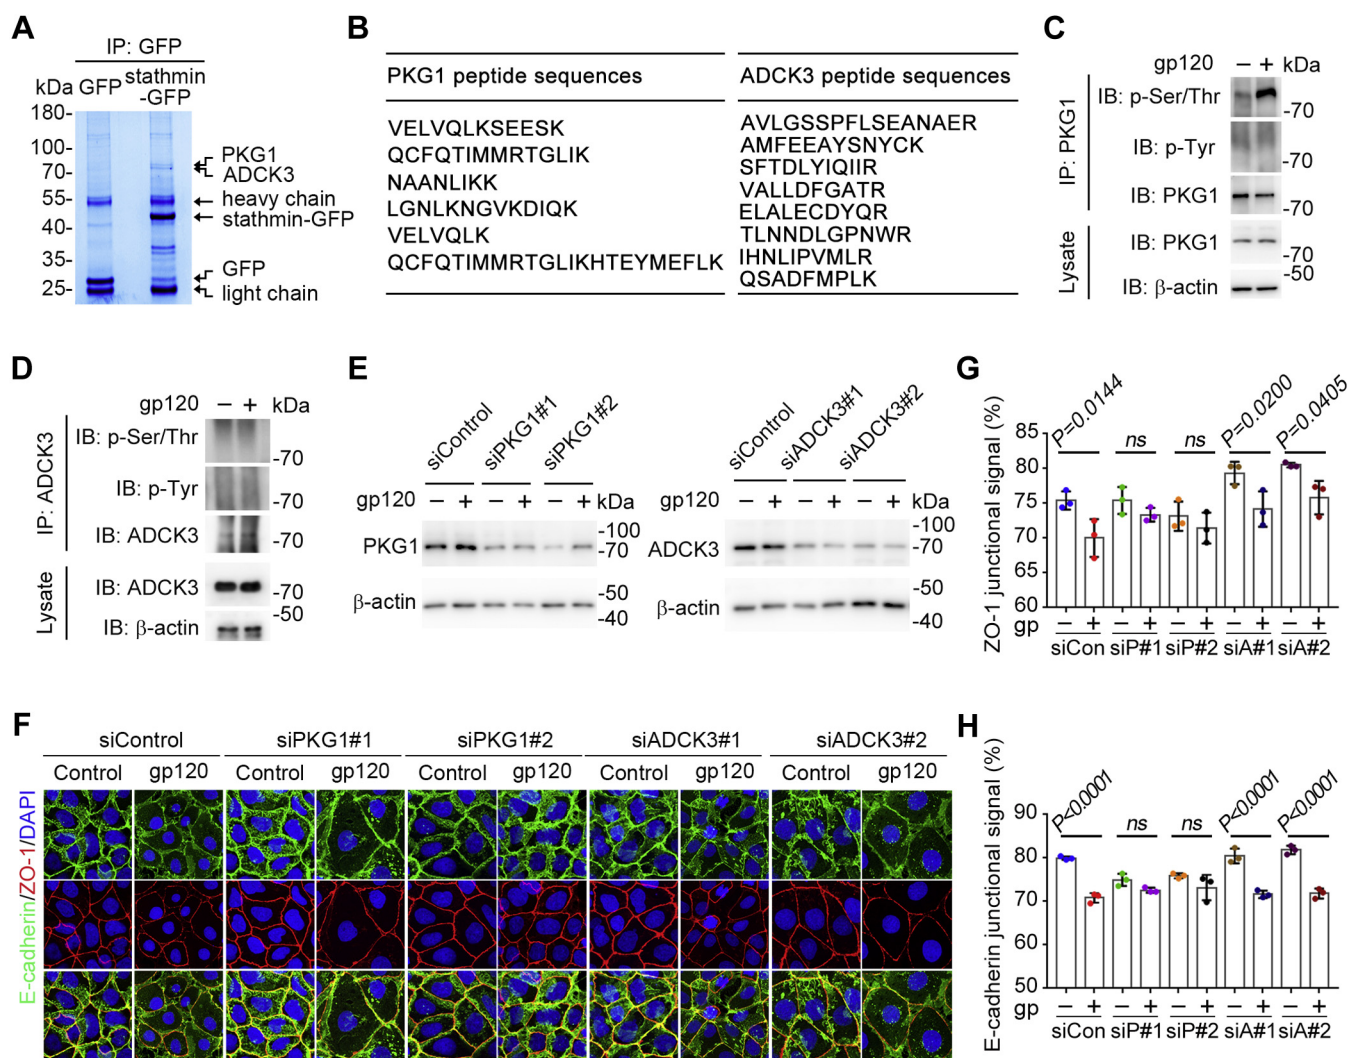 A
IP: GFP
kDa GFP stathmin
-GFP
180-
100-
70-
55-
40-
35-
25-
PKG1
ADCK3
heavy chain
stathmin-GFP
GFP
light chain
B
PKG1 peptide sequences
VELVQLKSEESK
QCFQTIMMRTGLIK
NAANLIKK
LGNLKNGVKDIQK
VELVQLK
QCFQTIMMRTGLIKHTEYMEFLK
ADCK3 peptide sequences
AVLGSSPFLSEANAER
AMFEEAYSNYCK
SFTDLYIQIIR
VALLDFGATR
ELALECDYQR
TLNNDLGPNWR
IHNLIPVMLR
QSADFMPLK
C
gp120 – + kDa
IP: PKG1
IB: p-Ser/Thr
-70
IB: p-Tyr
-70
IB: PKG1
-70
Lysate
IB: PKG1
-70
-50
IB: β-actin
D
gp120 – + kDa
IP: ADCK3
IB: p-Ser/Thr
-70
IB: p-Tyr
-70
IB: ADCK3
-70
Lysate
IB: ADCK3
-70
-50
IB: β-actin
E
siControl
siPKG1#1
siPKG1#2
gp120 – + – + – + kDa
-100
PKG1 -70
-50
β-actin
-40
siControl
siADCK3#1
siADCK3#2
gp120 – + – + – + kDa
-100
ADCK3 -70
-50
β-actin
-40
G
ZO-1 junctional signal (%)
85
80
75
70
65
60
P=0.0144
ns
ns
P=0.0200
P=0.0405
gp – + – + – + – + – +
siCon siP#1 siP#2 siA#1 siA#2
F
siControl siPKG1#1 siPKG1#2 siADCK3#1 siADCK3#2
Control gp120 Control gp120 Control gp120 Control gp120 Control gp120
E-cadherin/ZO-1/DAPI
H
E-cadherin junctional signal (%)
90
80
70
60
50
P<0.0001
ns
ns
P<0.0001
P<0.0001
gp – + – + – + – + – +
siCon siP#1 siP#2 siA#1 siA#2